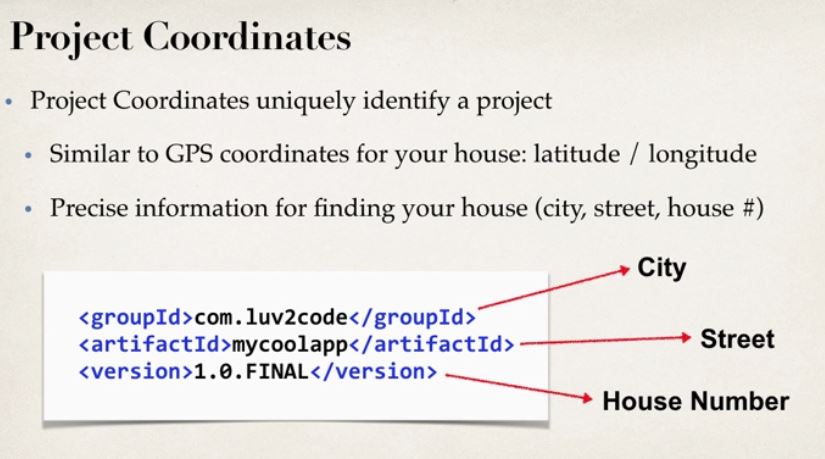 Project Coordinates
• Project Coordinates uniquely identify a project
• Similar to GPS coordinates for your house: latitude / longitude
• Precise information for finding your house (city, street, house #)
<groupId>com.luv2code</groupId>
<artifactId>mycoolapp</artifactId>
<version>1.0.FINAL</version>
City
Street
House Number